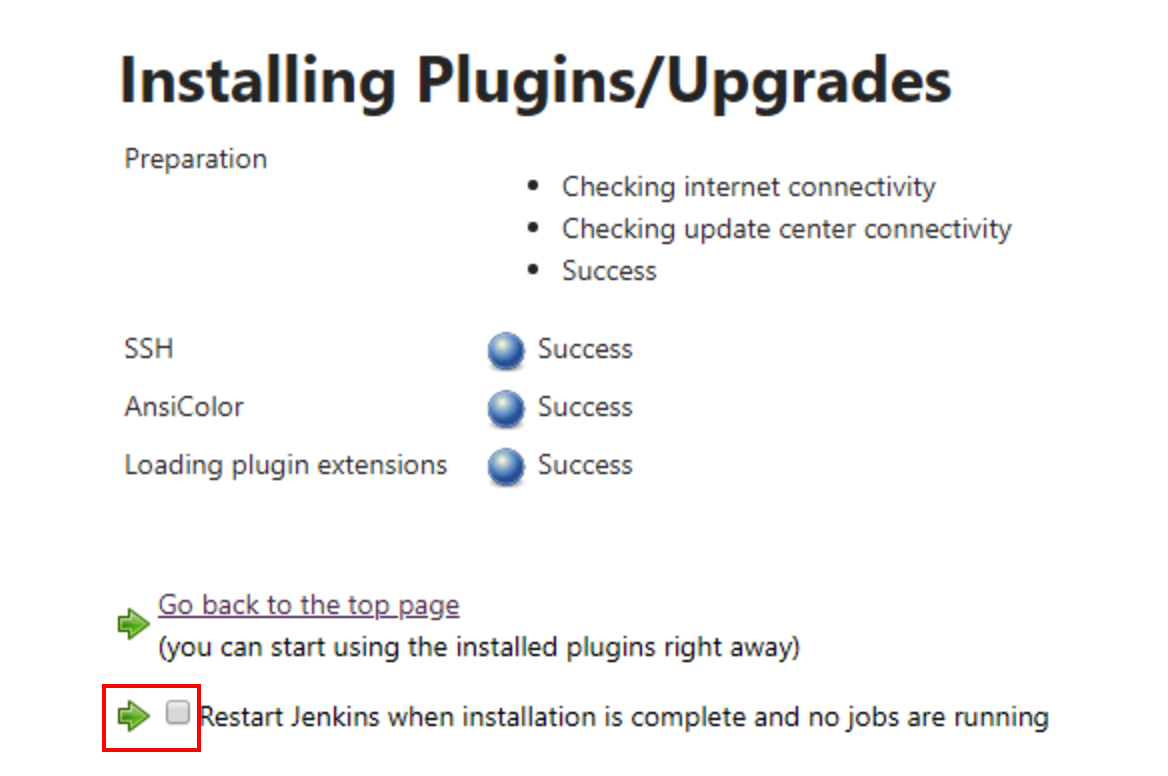 Installing Plugins/Upgrades
Preparation
Checking internet connectivity
Checking update center connectivity
Success
SSH Success
AnsiColor Success
Loading plugin extensions Success
Go back to the top page
(you can start using the installed plugins right away)
Restart Jenkins when installation is complete and no jobs are running